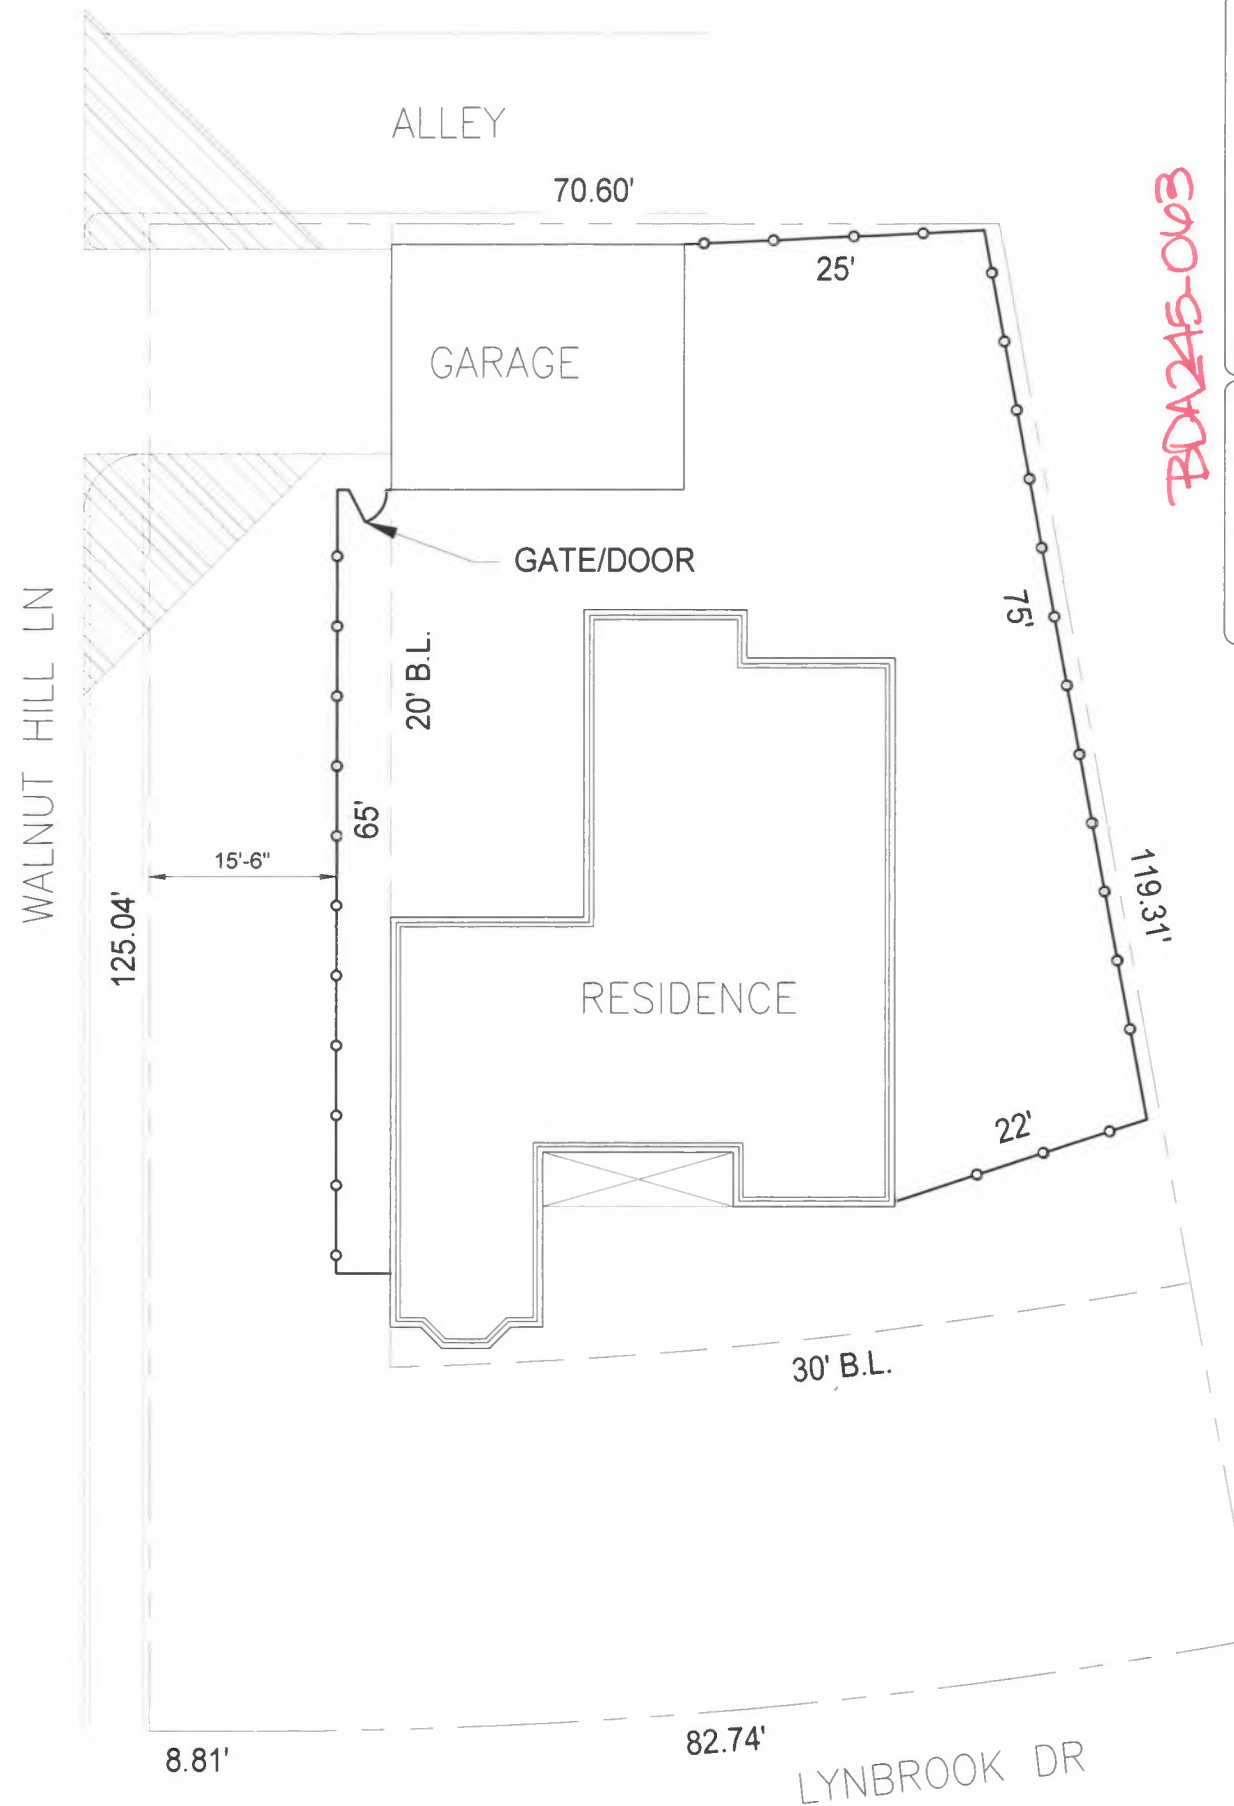 ALLEY
70.60'
25'
GARAGE
BDA245-063
GATE/DOOR
75'
WALNUT HILL LN
20' B.L.
65'
15'-6"
125.04'
119.31'
RESIDENCE
22'
30' B.L.
8.81'
82.74'
LYNBROOK DR